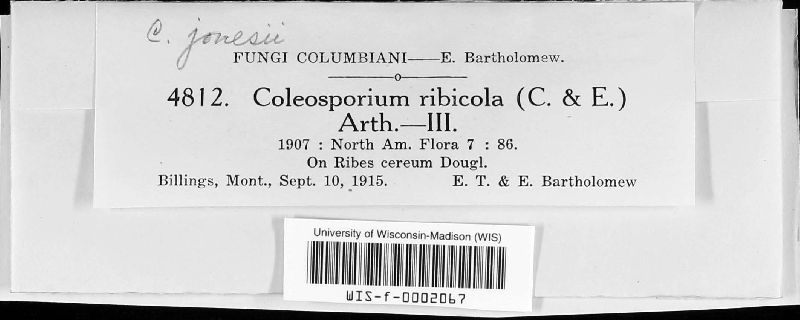 C. jonesii
FUNGI COLUMBIANI—E. Bartholomew.
4812. Coleosporium ribicola (C. & E.)
Arth.—III.
1907 : North Am. Flora 7 : 86.
On Ribes cereum Dougl.
Billings, Mont., Sept. 10, 1915. E. T. & E. Bartholomew
University of Wisconsin-Madison (WIS)
WIS-f-0002067